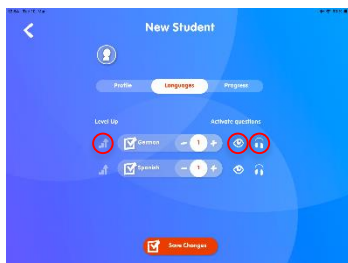 New Student
Profile Languages Progress
Level Up Activate questions
German - 1 +
Spanish - 1 +
Save Changes